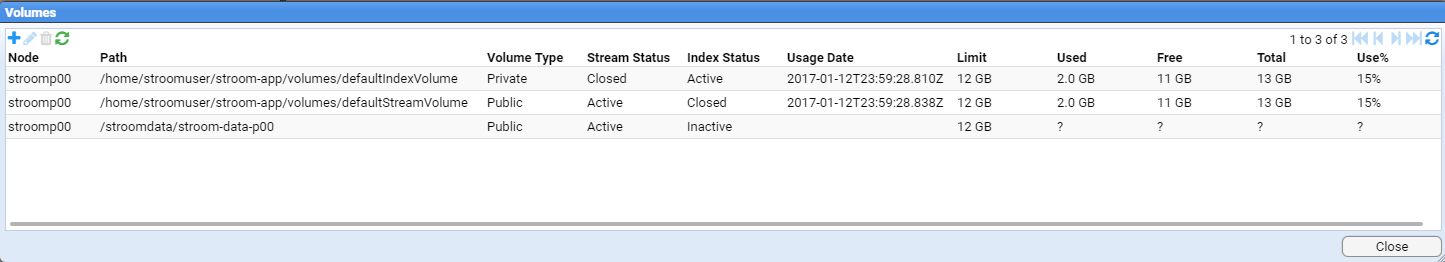 Volumes
1 to 3 of 3
Node Path Volume Type Stream Status Index Status Usage Date Limit Used Free Total Use%
stroomp00 /home/stroomuser/stroom-app/volumes/defaultIndexVolume Private Closed Active 2017-01-12T23:59:28.810Z 12 GB 2.0 GB 11 GB 13 GB 15%
stroomp00 /home/stroomuser/stroom-app/volumes/defaultStreamVolume Public Active Closed 2017-01-12T23:59:28.838Z 12 GB 2.0 GB 11 GB 13 GB 15%
stroomp00 /stroomdata/stroom-data-p00 Public Active Inactive 12 GB ? ? ? ?
Close